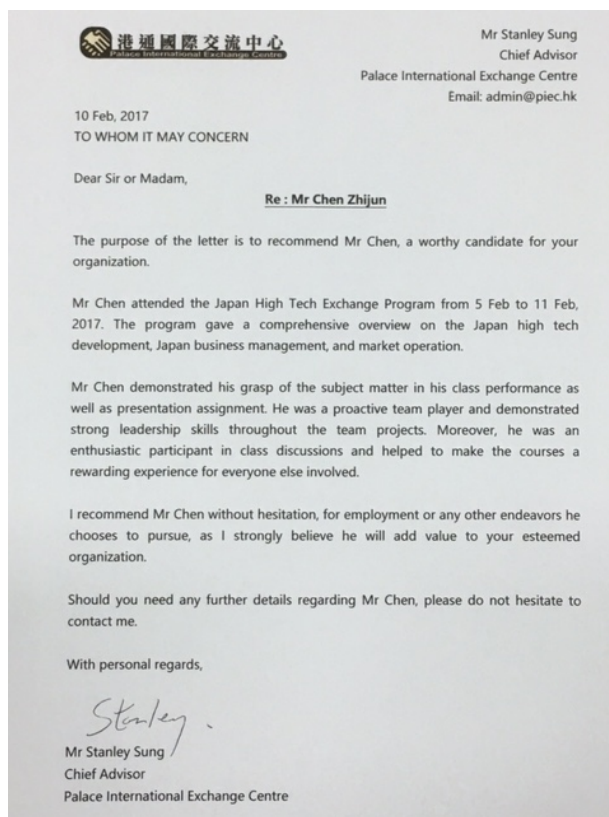 港通國際交流中心
Palace International Exchange Centre
Mr Stanley Sung
Chief Advisor
Palace International Exchange Centre
Email: admin@piec.hk
10 Feb, 2017
TO WHOM IT MAY CONCERN
Dear Sir or Madam,
Re : Mr Chen Zhijun
The purpose of the letter is to recommend Mr Chen, a worthy candidate for your
organization.
Mr Chen attended the Japan High Tech Exchange Program from 5 Feb to 11 Feb,
2017. The program gave a comprehensive overview on the Japan high tech
development, Japan business management, and market operation.
Mr Chen demonstrated his grasp of the subject matter in his class performance as
well as presentation assignment. He was a proactive team player and demonstrated
strong leadership skills throughout the team projects. Moreover, he was an
enthusiastic participant in class discussions and helped to make the courses a
rewarding experience for everyone else involved.
I recommend Mr Chen without hesitation, for employment or any other endeavors he
chooses to pursue, as I strongly believe he will add value to your esteemed
organization.
Should you need any further details regarding Mr Chen, please do not hesitate to
contact me.
With personal regards,
Stanley.
Mr Stanley Sung
Chief Advisor
Palace International Exchange Centre